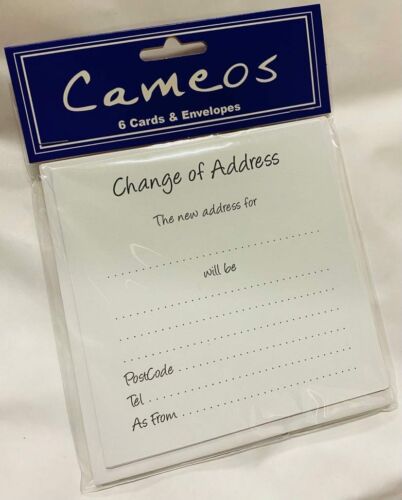 Cameos
6 Cards & Envelopes
Change of Address
The new address for
. . . . . . . . . . . . . . . . . . . . . . . . . . . . . .
will be
. . . . . . . . . . . . . . . . . . . . . . . . . . . . . .
. . . . . . . . . . . . . . . . . . . . . . . . . . . . . .
. . . . . . . . . . . . . . . . . . . . . . . . . . . . . .
PostCode . . . . . . . . . . . . . . . . . . . . . .
Tel . . . . . . . . . . . . . . . . . . . . . . . . . .
As From . . . . . . . . . . . . . . . . . . . . . .